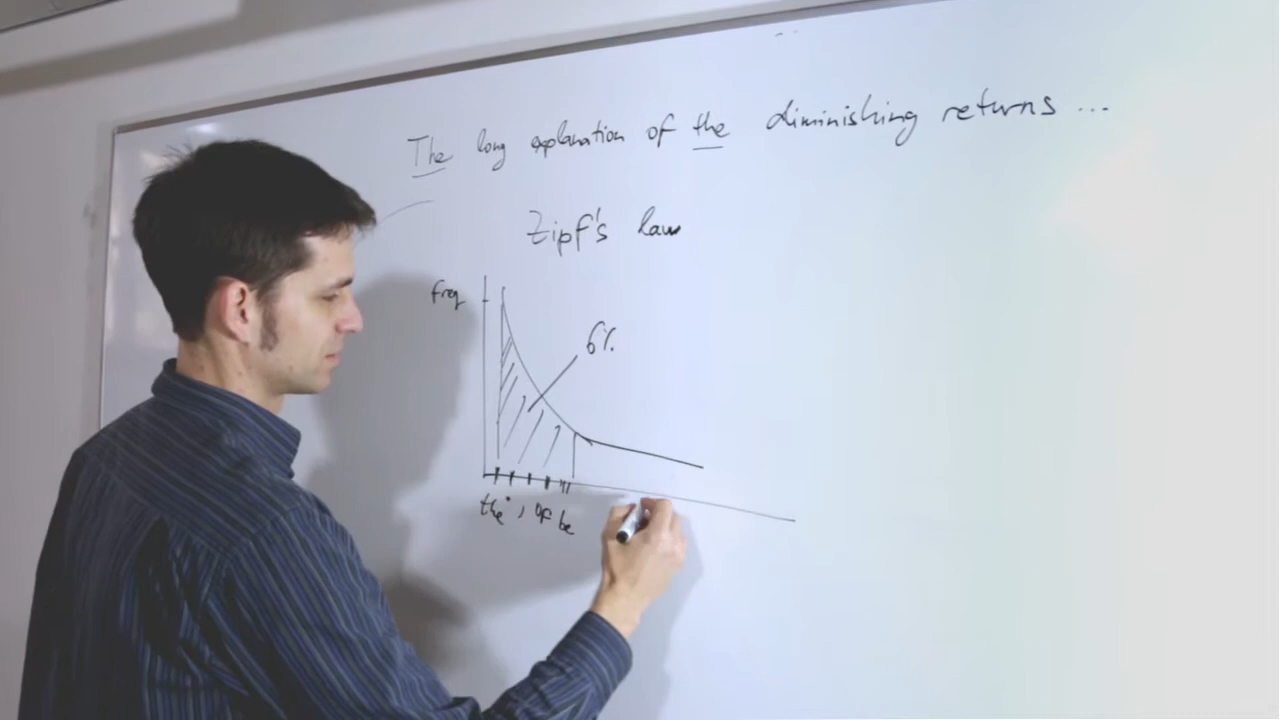 The long explanation of the diminishing returns ...
Zipf's law
freq
6%
the . , of be